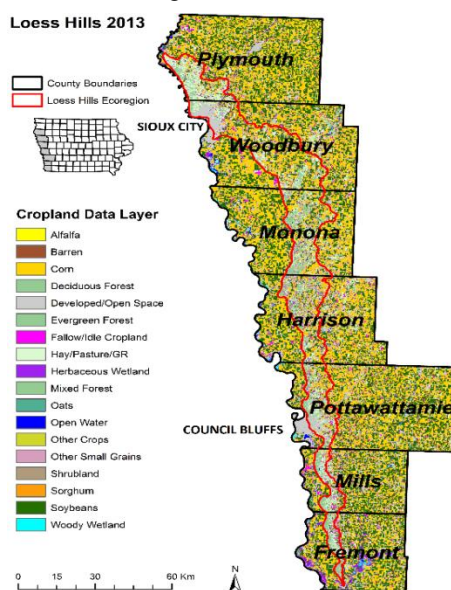 Loess Hills 2013
County Boundaries
Loess Hills Ecoregion
Plymouth
SIOUX CITY
Woodbury
Monona
Harrison
Pottawattamie
COUNCIL BLUFFS
Mills
Fremont
Cropland Data Layer
Alfalfa
Barren
Corn
Deciduous Forest
Developed/Open Space
Evergreen Forest
Fallow/Idle Cropland
Hay/Pasture/GR
Herbaceous Wetland
Mixed Forest
Oats
Open Water
Other Crops
Other Small Grains
Shrubland
Sorghum
Soybeans
Woody Wetland
0 15 30 60 Km
N